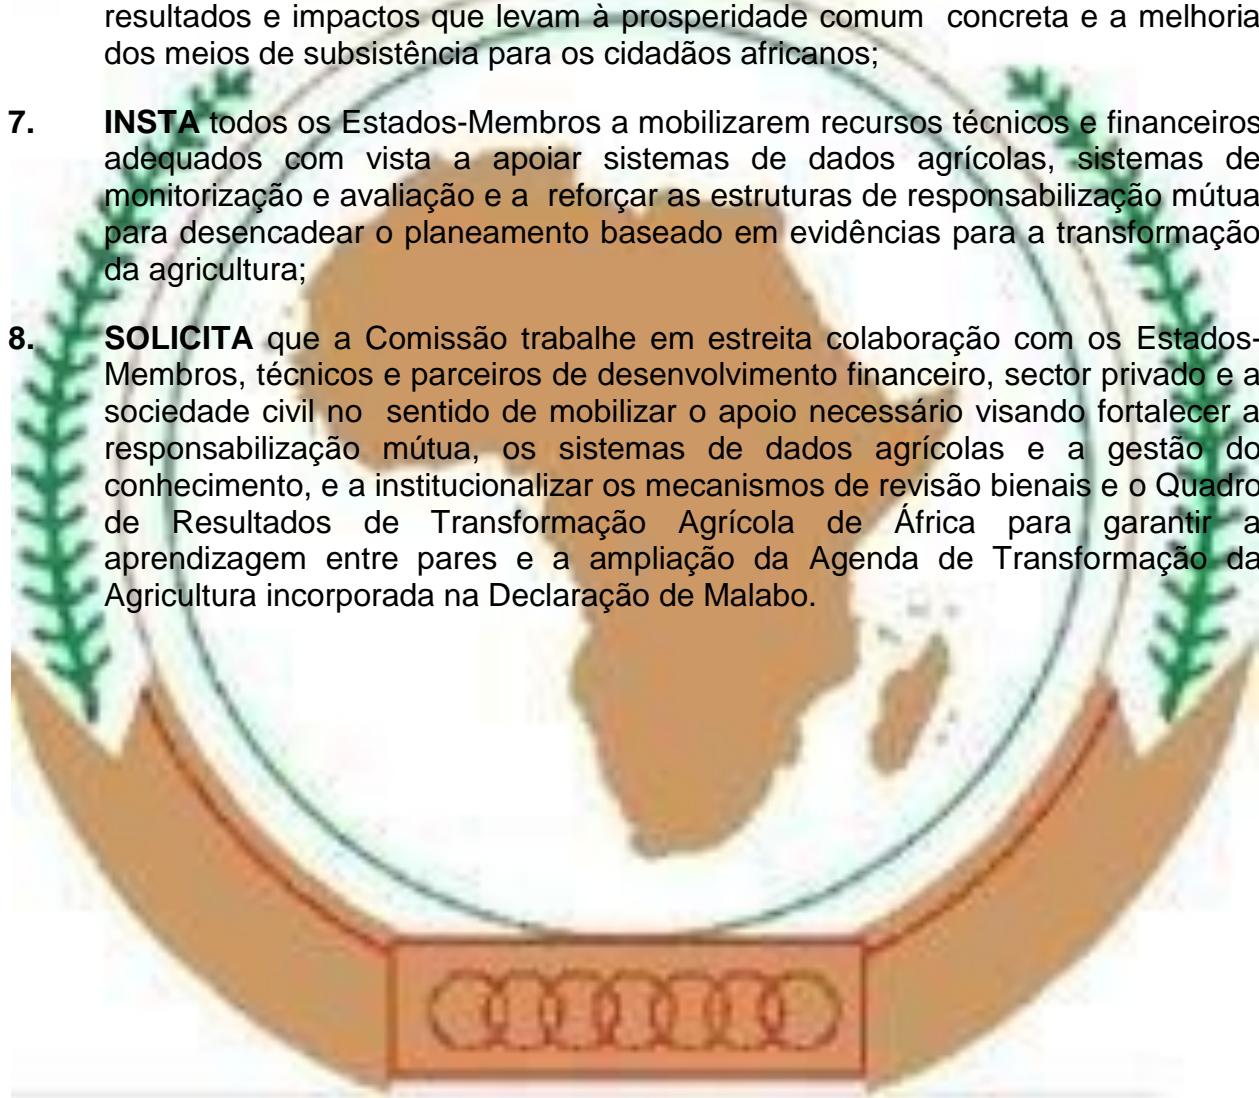 resultados e impactos que levam à prosperidade comum  concreta e a melhoria
dos meios de subsistência para os cidadãos africanos;
7. INSTA todos os Estados-Membros a mobilizarem recursos técnicos e financeiros
adequados com vista a apoiar sistemas de dados agrícolas, sistemas de
monitorização e avaliação e a  reforçar as estruturas de responsabilização mútua
para desencadear o planeamento baseado em evidências para a transformação
da agricultura;
8. SOLICITA que a Comissão trabalhe em estreita colaboração com os Estados-
Membros, técnicos e parceiros de desenvolvimento financeiro, sector privado e a
sociedade civil no  sentido de mobilizar o apoio necessário visando fortalecer a
responsabilização mútua, os sistemas de dados agrícolas e a gestão do
conhecimento, e a institucionalizar os mecanismos de revisão bienais e o Quadro
de Resultados de Transformação Agrícola de África para garantir a
aprendizagem entre pares e a ampliação da Agenda de Transformação da
Agricultura incorporada na Declaração de Malabo.